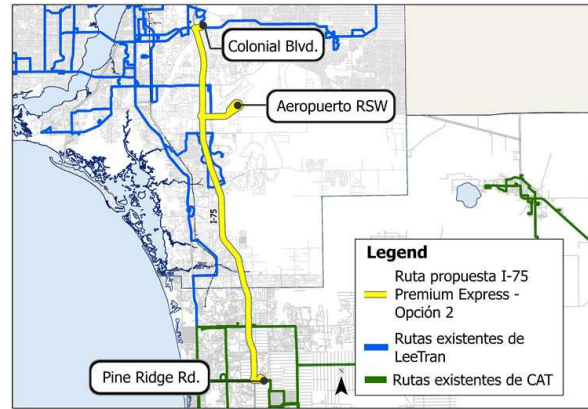 Colonial Blvd.
Aeropuerto RSW
I-75
Legend
Ruta propuesta I-75
Premium Express -
Opción 2
Rutas existentes de
LeeTran
Rutas existentes de CAT
Pine Ridge Rd.
N